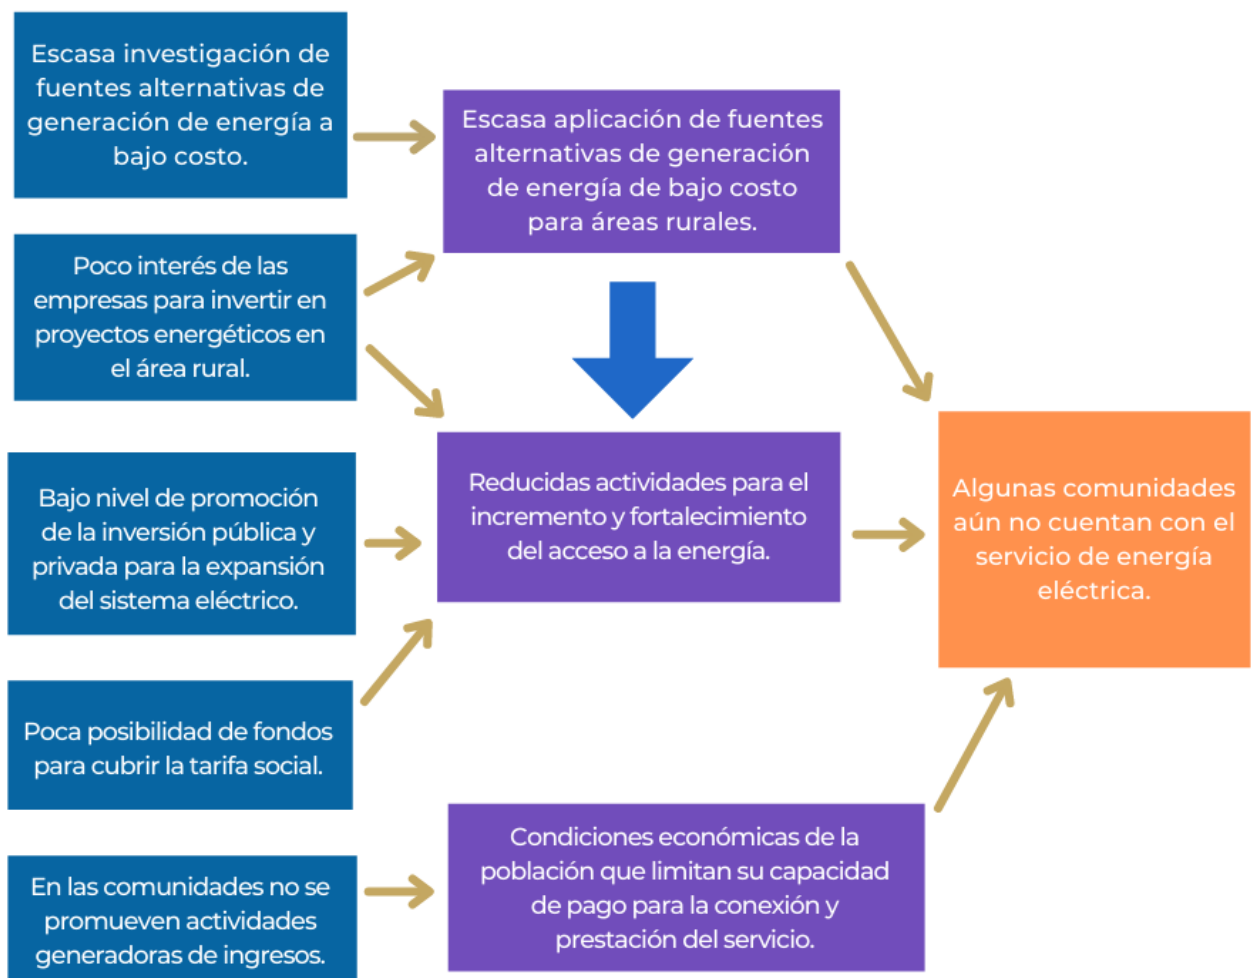 Escasa investigación de
fuentes alternativas de
generación de energía a
bajo costo.
Escasa aplicación de fuentes
alternativas de generación
de energía de bajo costo
para áreas rurales.
Poco interés de las
empresas para invertir en
proyectos energéticos en
el área rural.
Bajo nivel de promoción
de la inversión pública y
privada para la expansión
del sistema eléctrico.
Reducidas actividades para el
incremento y fortalecimiento
del acceso a la energía.
Algunas comunidades
aún no cuentan con el
servicio de energía
eléctrica.
Poca posibilidad de fondos
para cubrir la tarifa social.
En las comunidades no se
promueven actividades
generadoras de ingresos.
Condiciones económicas de la
población que limitan su capacidad
de pago para la conexión y
prestación del servicio.